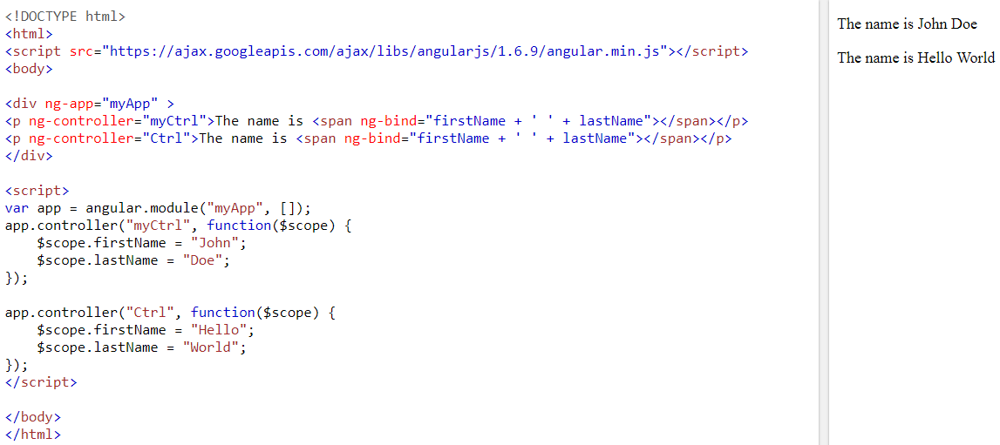 <!DOCTYPE html>
<html>
<script src="https://ajax.googleapis.com/ajax/libs/angularjs/1.6.9/angular.min.js"></script>
<body>
<div ng-app="myApp" >
<p ng-controller="myCtrl">The name is <span ng-bind="firstName + ' ' + lastName"></span></p>
<p ng-controller="Ctrl">The name is <span ng-bind="firstName + ' ' + lastName"></span></p>
</div>
<script>
var app = angular.module("myApp", []);
app.controller("myCtrl", function($scope) {
    $scope.firstName = "John";
    $scope.lastName = "Doe";
});
app.controller("Ctrl", function($scope) {
    $scope.firstName = "Hello";
    $scope.lastName = "World";
});
</script>
</body>
</html>
The name is John Doe
The name is Hello World